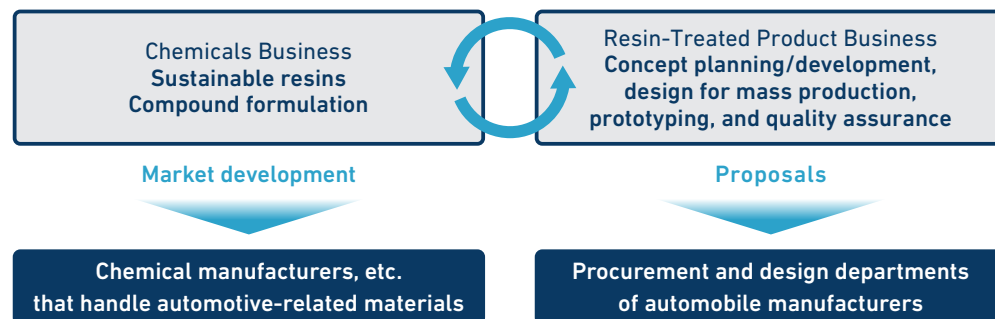 Chemicals Business
Sustainable resins
Compound formulation
Resin-Treated Product Business
Concept planning/development,
design for mass production,
prototyping, and quality assurance
Market development
Proposals
Chemical manufacturers, etc.
that handle automotive-related materials
Procurement and design departments
of automobile manufacturers